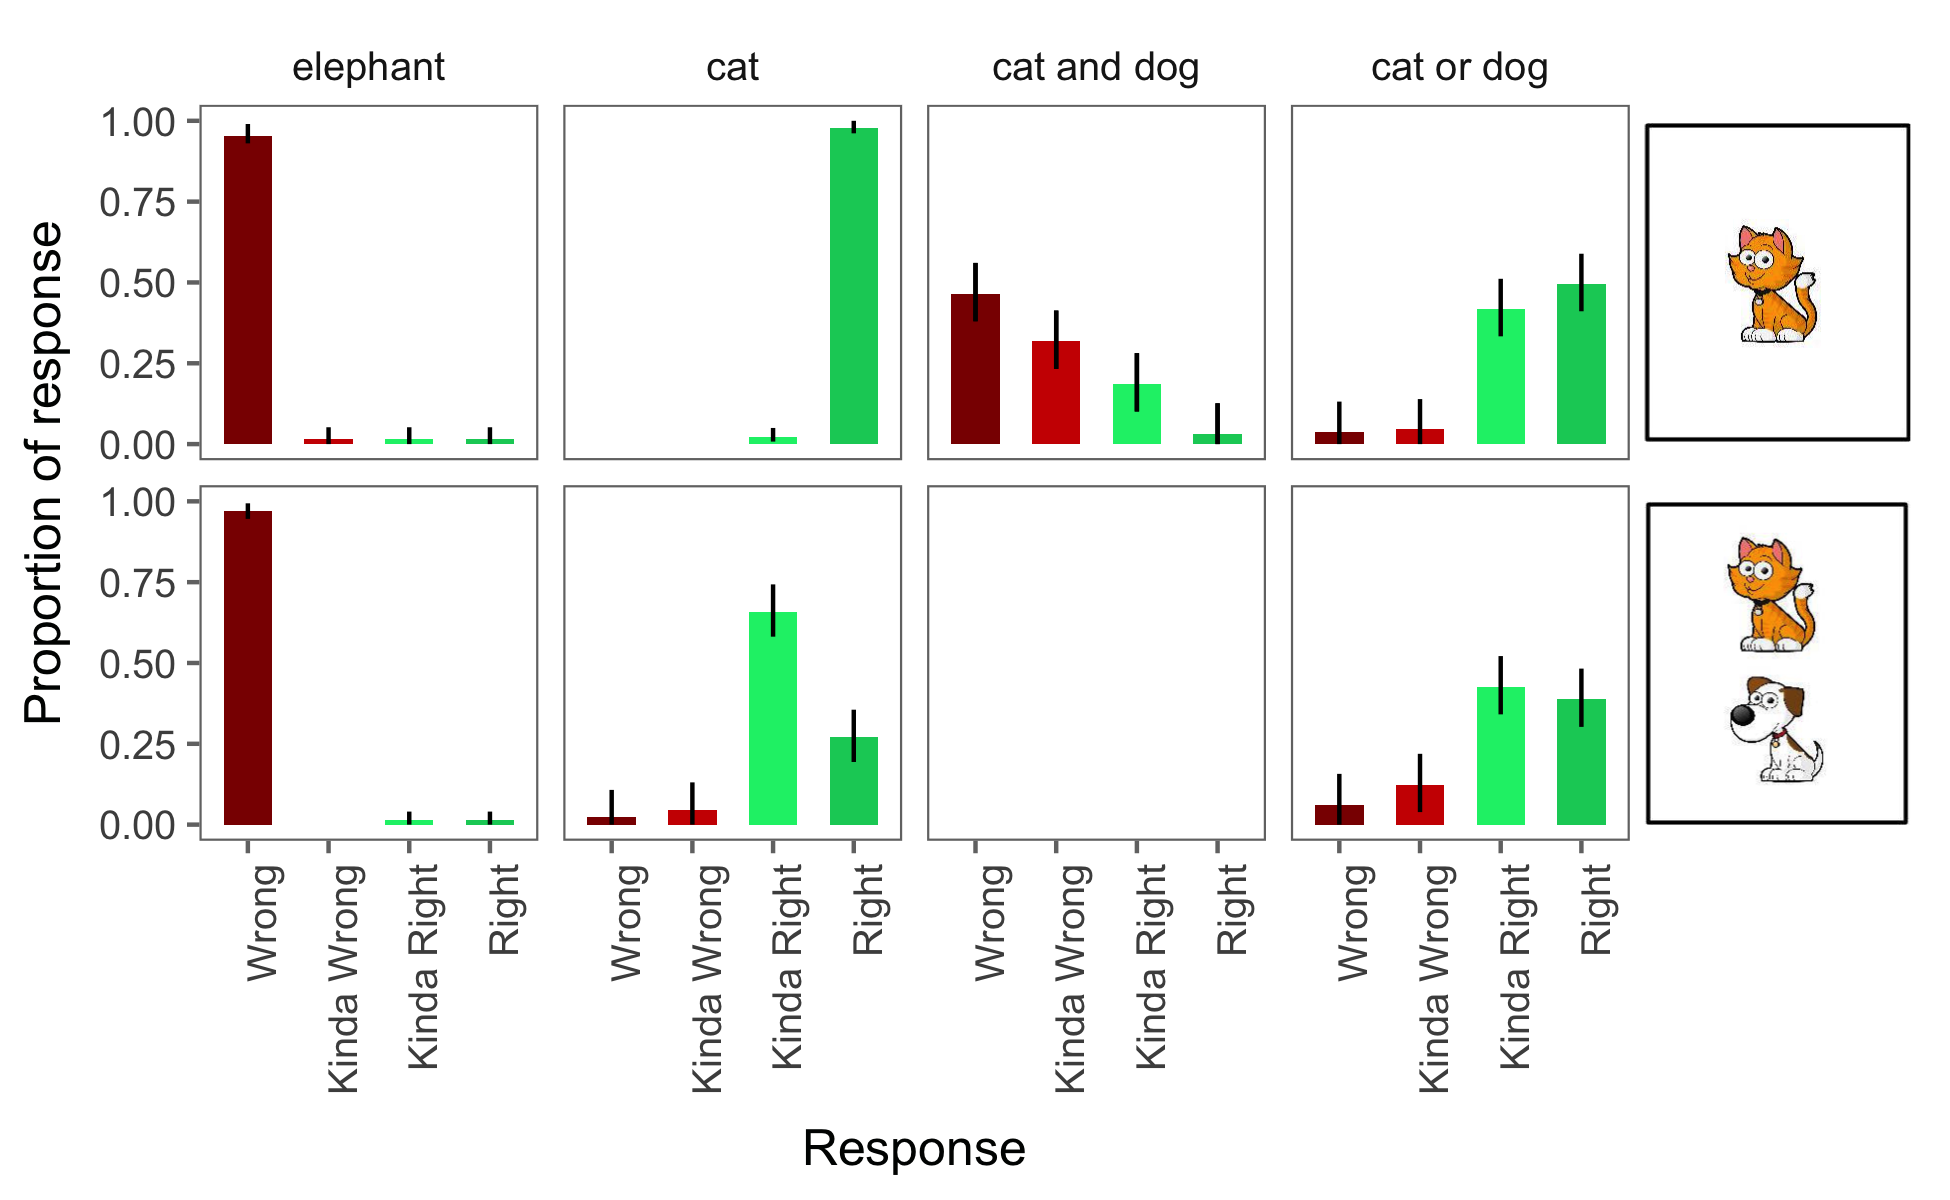 elephant
cat
cat and dog
cat or dog
Proportion of response
1.00
0.75
0.50
0.25
0.00
1.00
0.75
0.50
0.25
0.00
Wrong
Kinda Wrong
Kinda Right
Right
Wrong
Kinda Wrong
Kinda Right
Right
Wrong
Kinda Wrong
Kinda Right
Right
Wrong
Kinda Wrong
Kinda Right
Right
Response